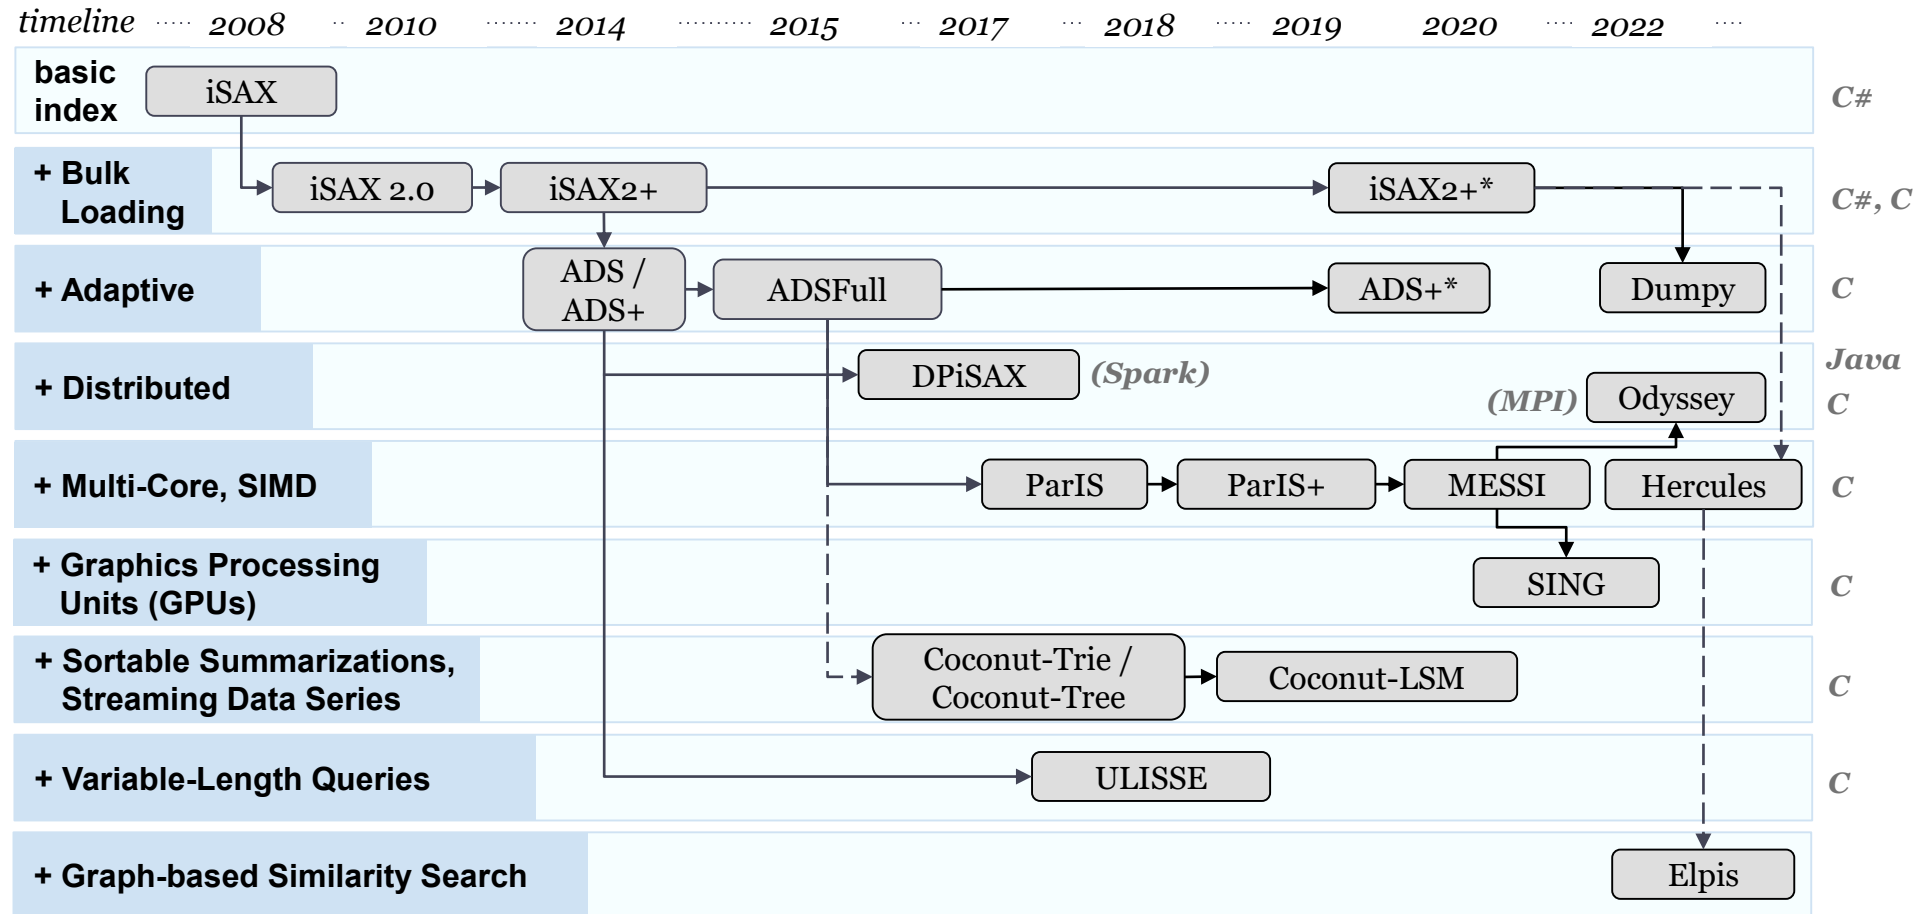 timeline ..... 2008 .. 2010 ....... 2014 ............ 2015 ... 2017 ... 2018 ..... 2019 2020 .... 2022 ....
basic
index
iSAX
C#
+ Bulk
Loading
iSAX 2.0
iSAX2+
iSAX2+*
C#, C
+ Adaptive
ADS /
ADS+
ADSFull
ADS+*
Dumpy
C
+ Distributed
DPiSAX
(Spark)
(MPI)
Odyssey
Java
C
+ Multi-Core, SIMD
ParIS
ParIS+
MESSI
Hercules
C
+ Graphics Processing
Units (GPUs)
SING
C
+ Sortable Summarizations,
Streaming Data Series
Coconut-Trie /
Coconut-Tree
Coconut-LSM
C
+ Variable-Length Queries
ULISSE
C
+ Graph-based Similarity Search
Elpis